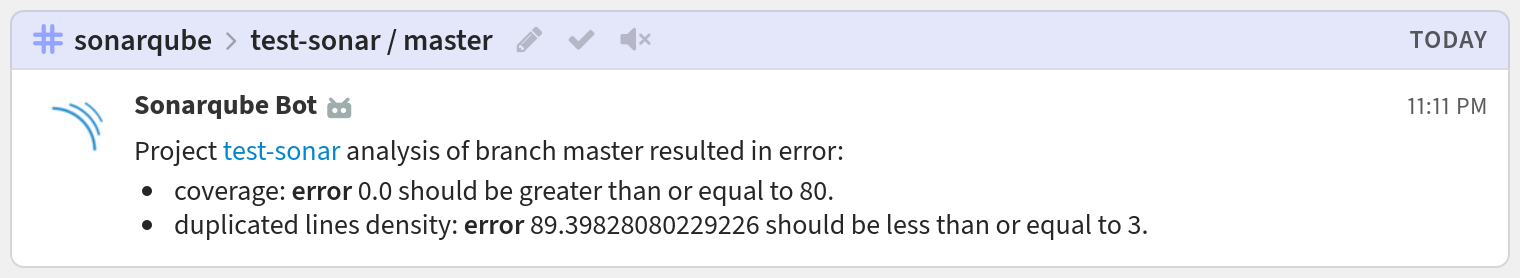 # sonarqube > test-sonar / master TODAY
Sonarqube Bot 11:11 PM
Project test-sonar analysis of branch master resulted in error:
• coverage: error 0.0 should be greater than or equal to 80.
• duplicated lines density: error 89.39828080229226 should be less than or equal to 3.